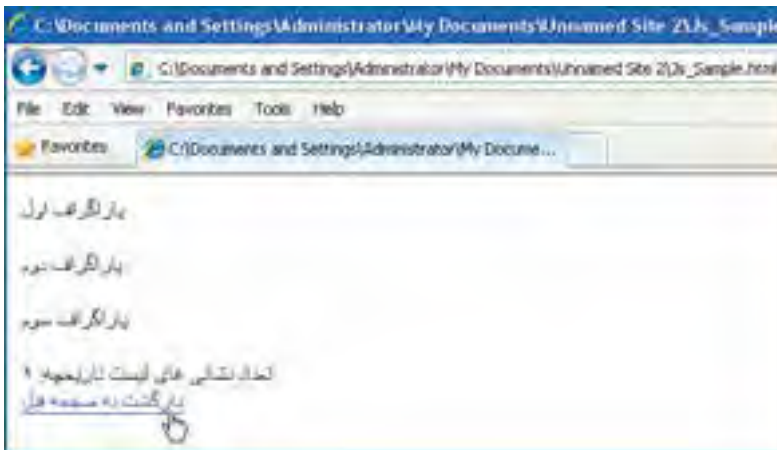 C:\Documents and Settings\Administrator\My Documents\Unnamed Site 2\Js_Sample
C:\Documents and Settings\Administrator\My Documents\Unnamed Site 2\Js_Sample.html
File Edit View Favorites Tools Help
Favorites C:\Documents and Settings\Administrator\My Docume...
پاراگراف اول
پاراگراف دوم
پاراگراف سوم
تعداد نشانی های لیست تاریخچه:
بازگشت به صفحه قبل